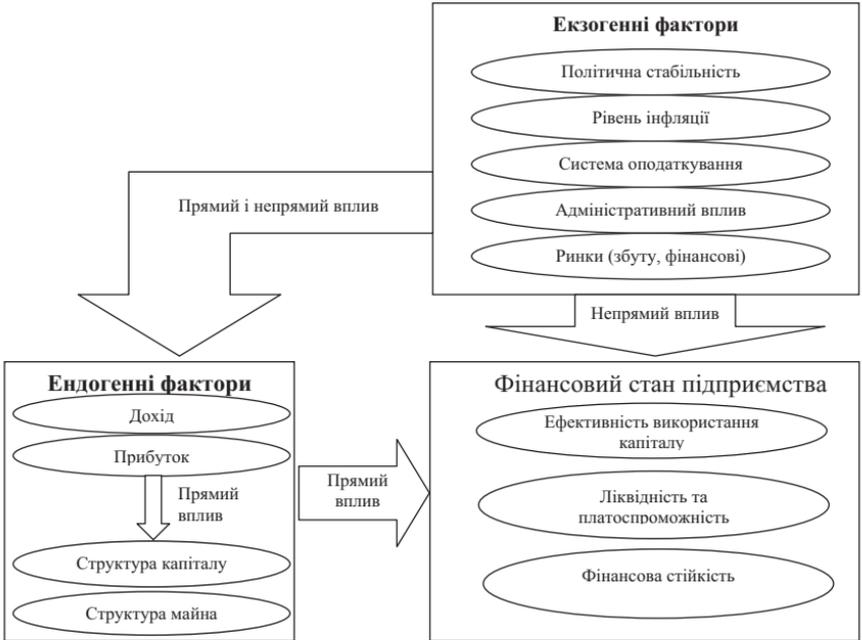 Екзогенні фактори
Політична стабільність
Рівень інфляції
Система оподаткування
Адміністративний вплив
Ринки (збуту, фінансові)
Прямий і непрямий вплив
Непрямий вплив
Ендогенні фактори
Дохід
Прибуток
Прямий
вплив
Структура капіталу
Структура майна
Прямий
вплив
Фінансовий стан підприємства
Ефективність використання
капіталу
Ліквідність та
платоспроможність
Фінансова стійкість